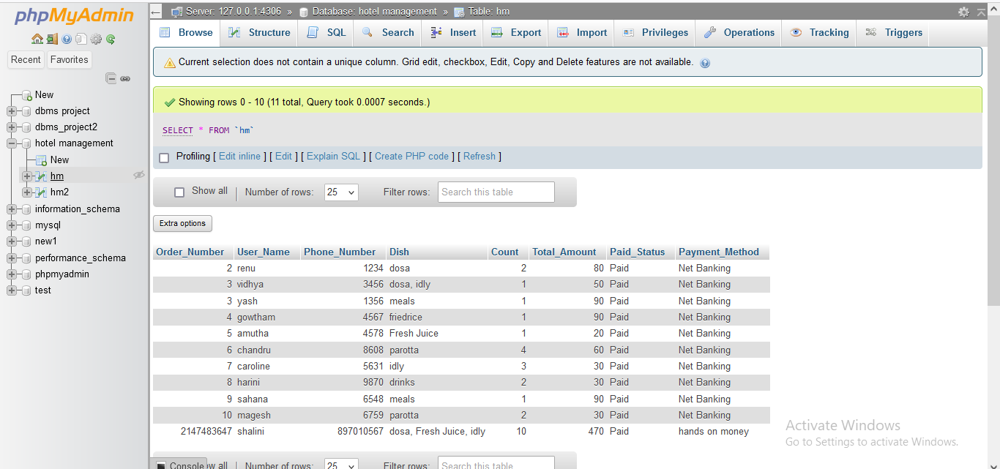 phpMyAdmin
Recent Favorites
New
dbms project
dbms_project2
hotel management
New
hm
hm2
information_schema
mysql
new1
performance_schema
phpmyadmin
test
Server: 127.0.0.1:4306 » Database: hotel management » Table: hm
Browse Structure SQL Search Insert Export Import Privileges Operations Tracking Triggers
Current selection does not contain a unique column. Grid edit, checkbox, Edit, Copy and Delete features are not available.
Showing rows 0 - 10 (11 total, Query took 0.0007 seconds.)
SELECT * FROM `hm`
Profiling [ Edit inline ] [ Edit ] [ Explain SQL ] [ Create PHP code ] [ Refresh ]
Show all | Number of rows: 25 Filter rows: Search this table
Extra options
Order_Number User_Name Phone_Number Dish Count Total_Amount Paid_Status Payment_Method
2 renu 1234 dosa 2 80 Paid Net Banking
3 vidhya 3456 dosa, idly 1 50 Paid Net Banking
3 yash 1356 meals 1 90 Paid Net Banking
4 gowtham 4567 friedrice 1 90 Paid Net Banking
5 amutha 4578 Fresh Juice 1 20 Paid Net Banking
6 chandru 8608 parotta 4 60 Paid Net Banking
7 caroline 5631 idly 3 30 Paid Net Banking
8 harini 9870 drinks 2 30 Paid Net Banking
9 sahana 6548 meals 1 90 Paid Net Banking
10 magesh 6759 parotta 2 30 Paid Net Banking
2147483647 shalini 897010567 dosa, Fresh Juice, idly 10 470 Paid hands on money
Console w all | Number of rows: 25 Filter rows: Search this table
Activate Windows
Go to Settings to activate Windows.